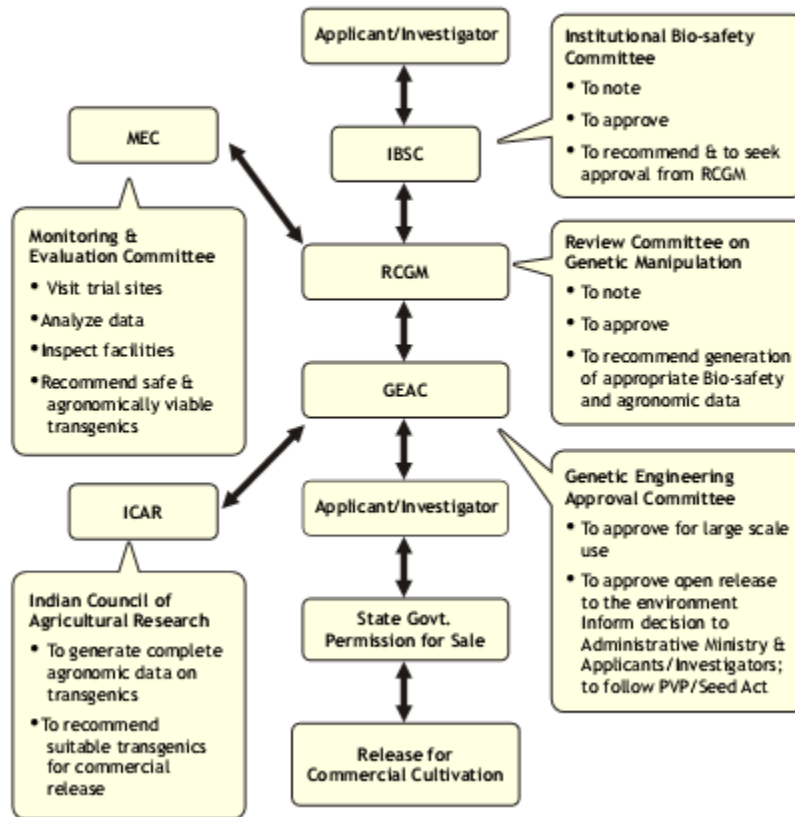 Applicant/Investigator
Institutional Bio-safety
Committee
• To note
• To approve
• To recommend & to seek
approval from RCGM
MEC
IBSC
Monitoring &
Evaluation Committee
• Visit trial sites
• Analyze data
• Inspect facilities
• Recommend safe &
agronomically viable
transgenics
RCGM
Review Committee on
Genetic Manipulation
• To note
• To approve
• To recommend generation
of appropriate Bio-safety
and agronomic data
GEAC
ICAR
Applicant/Investigator
Genetic Engineering
Approval Committee
• To approve for large scale
use
• To approve open release
to the environment
Inform decision to
Administrative Ministry &
Applicants/Investigators;
to follow PVP/Seed Act
Indian Council of
Agricultural Research
• To generate complete
agronomic data on
transgenics
• To recommend
suitable transgenics
for commercial
release
State Govt.
Permission for Sale
Release for
Commercial Cultivation